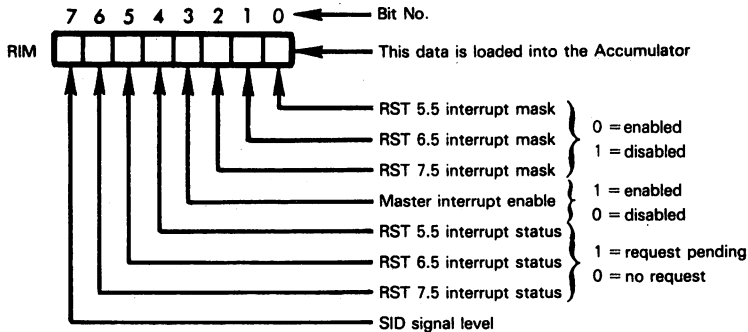 7 6 5 4 3 2 1 0 Bit No.
RIM This data is loaded into the Accumulator
RST 5.5 interrupt mask
RST 6.5 interrupt mask
RST 7.5 interrupt mask
0 = enabled
1 = disabled
Master interrupt enable
1 = enabled
0 = disabled
RST 5.5 interrupt status
RST 6.5 interrupt status
RST 7.5 interrupt status
1 = request pending
0 = no request
SID signal level